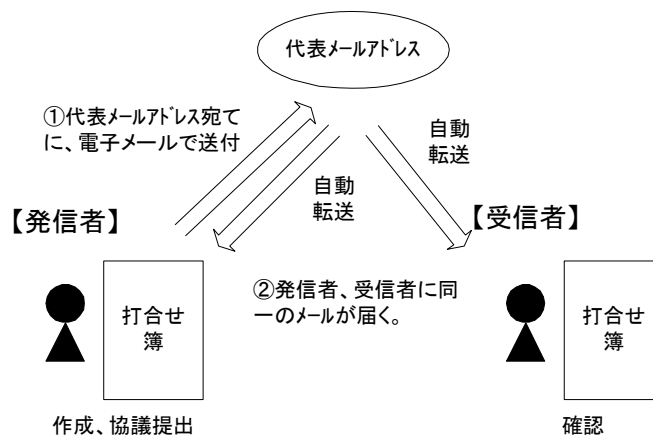 代表ﾒｰﾙｱﾄﾞﾚｽ
①代表ﾒｰﾙｱﾄﾞﾚｽ宛て
に、電子ﾒｰﾙで送付
自動
転送
自動
転送
【発信者】
【受信者】
②発信者、受信者に同
一のﾒｰﾙが届く。
打合せ
簿
打合せ
簿
作成、協議提出
確認